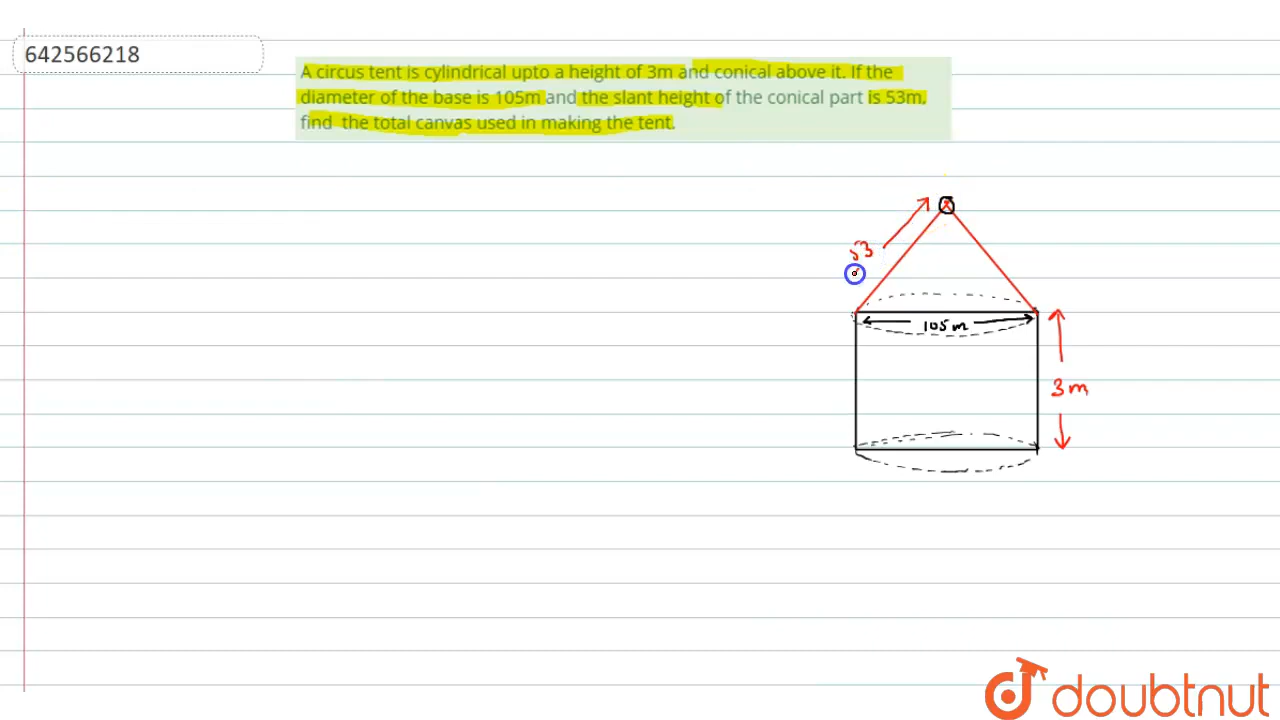 642566218
A circus tent is cylindrical upto a height of 3m and conical above it. If the
diameter of the base is 105m and the slant height of the conical part is 53m,
find the total canvas used in making the tent.
53
105m
3m
doubtnut